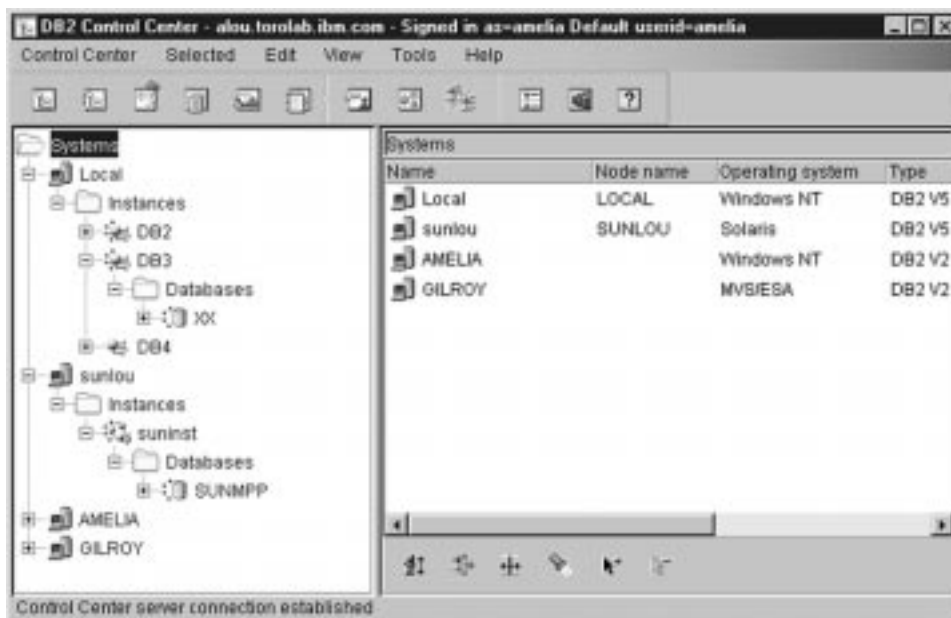 DB2 Control Center - alou.torolab.ibm.com - Signed in as=amelia Default userid=amelia
Control Center Selected Edit View Tools Help
Systems
Local
Instances
DB2
DB3
Databases
XX
DB4
sunlou
Instances
suninst
Databases
SUNMPP
AMELIA
GILROY
Systems
Name Node name Operating system Type
Local LOCAL Windows NT DB2 V5
sunlou SUNLOU Solaris DB2 V5
AMELIA Windows NT DB2 V2
GILROY MVS/ESA DB2 V2
Control Center server connection established